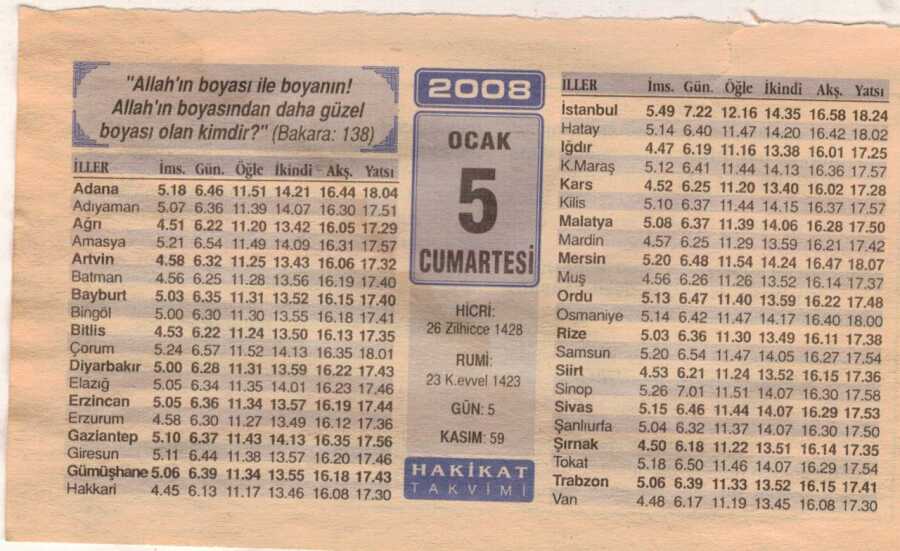 "Allah'ın boyası ile boyanın!
Allah'ın boyasından daha güzel
boyası olan kimdir?" (Bakara: 138)
İLLER İms. Gün. Öğle İkindi Akş. Yatsı
Adana 5.18 6.46 11.51 14.21 16.44 18.04
Adıyaman 5.07 6.36 11.39 14.07 16.30 17.51
Ağrı 4.51 6.22 11.20 13.42 16.05 17.29
Amasya 5.21 6.54 11.49 14.09 16.31 17.57
Artvin 4.58 6.32 11.25 13.43 16.06 17.32
Batman 4.56 6.25 11.28 13.56 16.19 17.40
Bayburt 5.03 6.35 11.31 13.52 16.15 17.40
Bingöl 5.00 6.30 11.30 13.55 16.18 17.41
Bitlis 4.53 6.22 11.24 13.50 16.13 17.35
Çorum 5.24 6.57 11.52 14.13 16.35 18.01
Diyarbakır 5.00 6.28 11.31 13.59 16.22 17.43
Elazığ 5.05 6.34 11.35 14.01 16.23 17.46
Erzincan 5.05 6.36 11.34 13.57 16.19 17.44
Erzurum 4.58 6.30 11.27 13.49 16.12 17.36
Gaziantep 5.10 6.37 11.43 14.13 16.35 17.56
Giresun 5.11 6.44 11.38 13.57 16.20 17.46
Gümüşhane 5.06 6.39 11.34 13.55 16.18 17.43
Hakkari 4.45 6.13 11.17 13.46 16.08 17.30
2008
OCAK
5
CUMARTESİ
HİCRİ:
26 Zilhicce 1428
RUMİ:
23 K.evvel 1423
GÜN: 5
KASIM: 59
HAKİKAT
TAKVİMİ
İLLER İms. Gün. Öğle İkindi Akş. Yatsı
İstanbul 5.49 7.22 12.16 14.35 16.58 18.24
Hatay 5.14 6.40 11.47 14.20 16.42 18.02
Iğdır 4.47 6.19 11.16 13.38 16.01 17.25
K.Maraş 5.12 6.41 11.44 14.13 16.36 17.57
Kars 4.52 6.25 11.20 13.40 16.02 17.28
Kilis 5.10 6.37 11.44 14.15 16.37 17.57
Malatya 5.08 6.37 11.39 14.06 16.28 17.50
Mardin 4.57 6.25 11.29 13.59 16.21 17.42
Mersin 5.20 6.48 11.54 14.24 16.47 18.07
Muş 4.56 6.26 11.26 13.52 16.14 17.37
Ordu 5.13 6.47 11.40 13.59 16.22 17.48
Osmaniye 5.14 6.42 11.47 14.17 16.40 18.00
Rize 5.03 6.36 11.30 13.49 16.11 17.38
Samsun 5.20 6.54 11.47 14.05 16.27 17.54
Siirt 4.53 6.21 11.24 13.52 16.15 17.36
Sinop 5.26 7.01 11.51 14.07 16.30 17.58
Sivas 5.15 6.46 11.44 14.07 16.29 17.53
Şanlıurfa 5.04 6.32 11.37 14.07 16.30 17.50
Şırnak 4.50 6.18 11.22 13.51 16.14 17.35
Tokat 5.18 6.50 11.46 14.07 16.29 17.54
Trabzon 5.06 6.39 11.33 13.52 16.15 17.41
Van 4.48 6.17 11.19 13.45 16.08 17.30